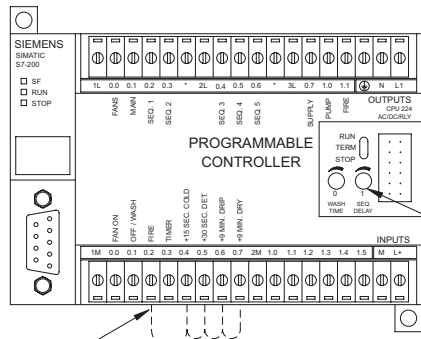 SIEMENS
SIMATIC
S7-200
SF
RUN
STOP
1L 0.0 0.1 0.2 0.3 * 2L 0.4 0.5 0.6 * 3L 0.7 1.0 1.1 N L1
FANS
MAIN
SEQ. 1
SEQ. 2
SEQ. 3
SEQ. 4
SEQ. 5
SUPPLY
PUMP
FIRE
OUTPUTS
CPU 224
AC/DC/RLY
PROGRAMMABLE
CONTROLLER
RUN
TERM
STOP
0 1
WASH TIME
SEQ. DELAY
FAN ON
OFF / WASH
FIRE
TIMER
+15 SEC. COLD
+30 SEC. DET.
+6 MIN. DRIP
+9 MIN. DRY
INPUTS
1M 0.0 0.1 0.2 0.3 0.4 0.5 0.6 0.7 2M 1.0 1.1 1.2 1.3 1.4 1.5 M L+